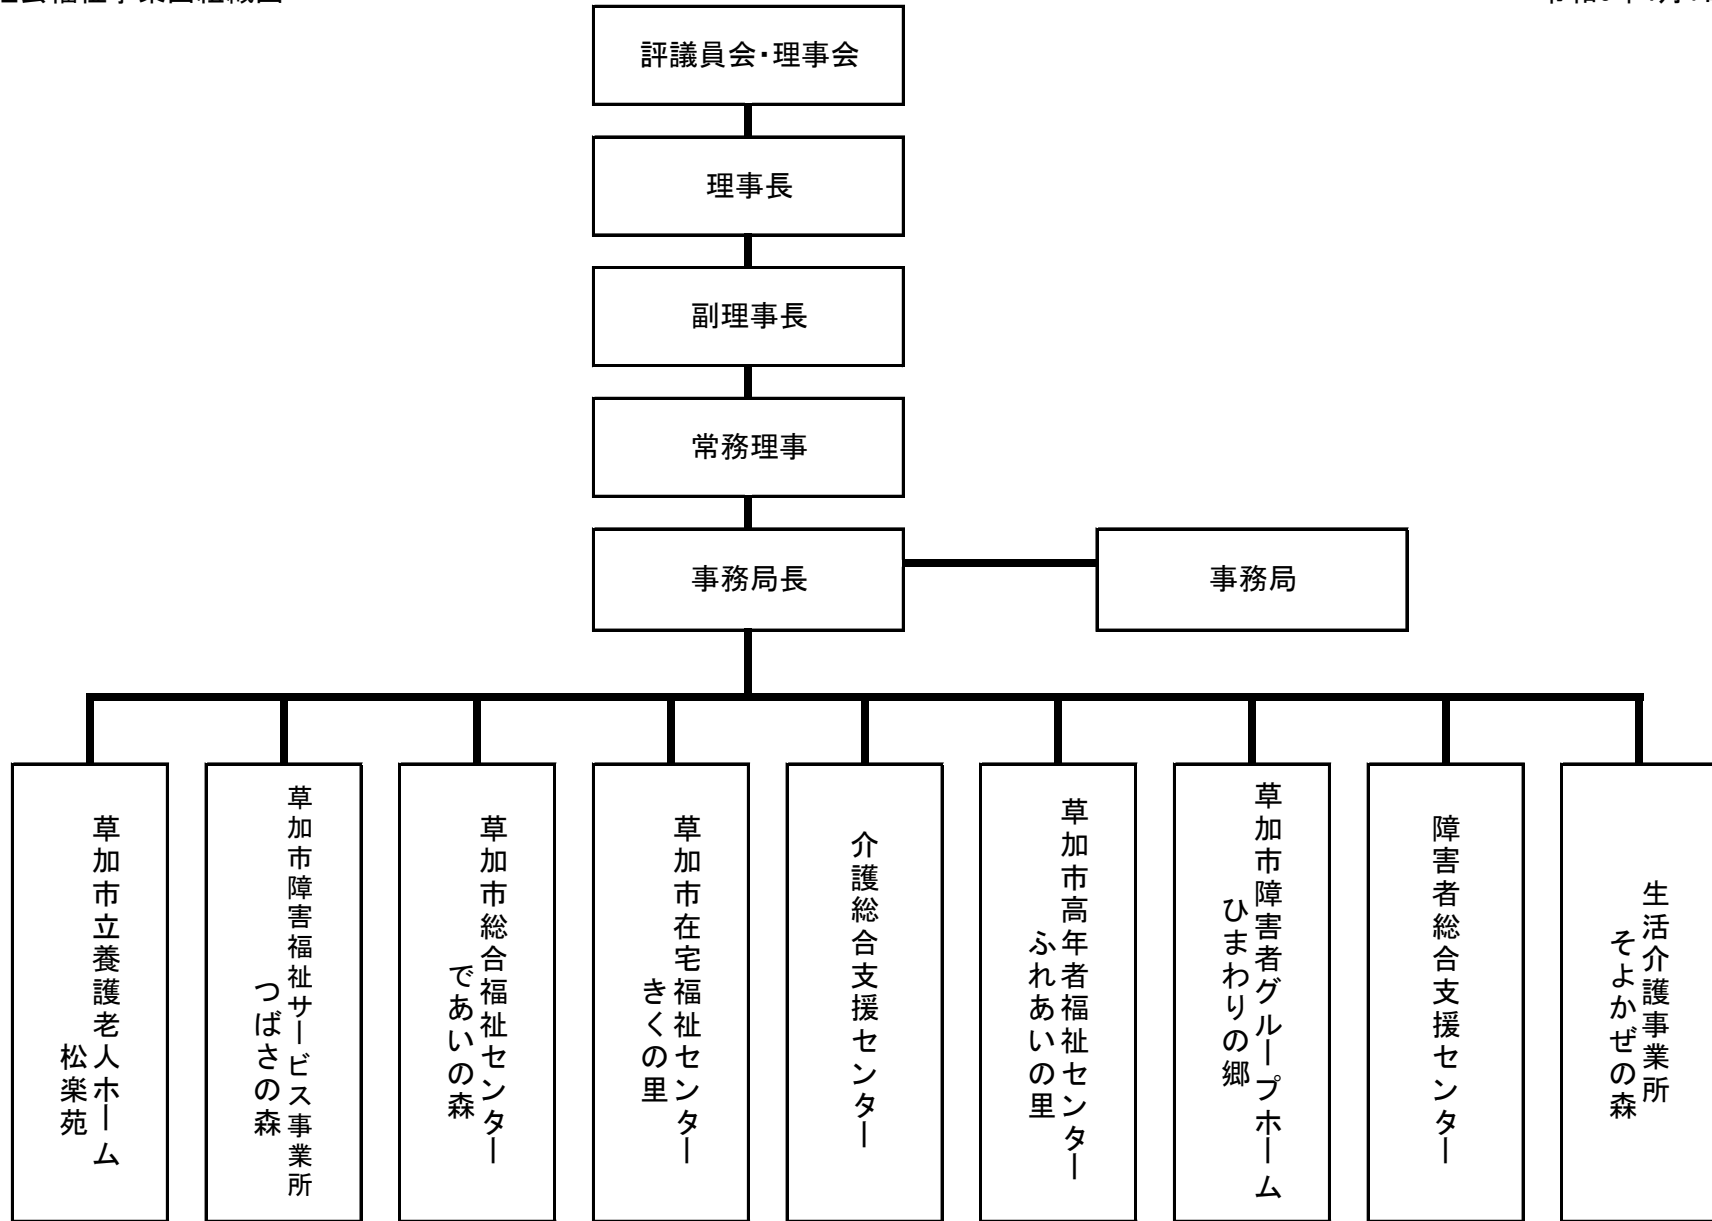 評議員会・理事会
理事長
副理事長
常務理事
事務局長
事務局
草加市立養護老人ホーム
松楽苑
草加市障害福祉サービス事業所
つばさの森
草加市総合福祉センター
であいの森
草加市在宅福祉センター
きくの里
介護総合支援センター
草加市高年者福祉センター
ふれあいの里
草加市障害者グループホーム
ひまわりの郷
障害者総合支援センター
生活介護事業所
そよかぜの森